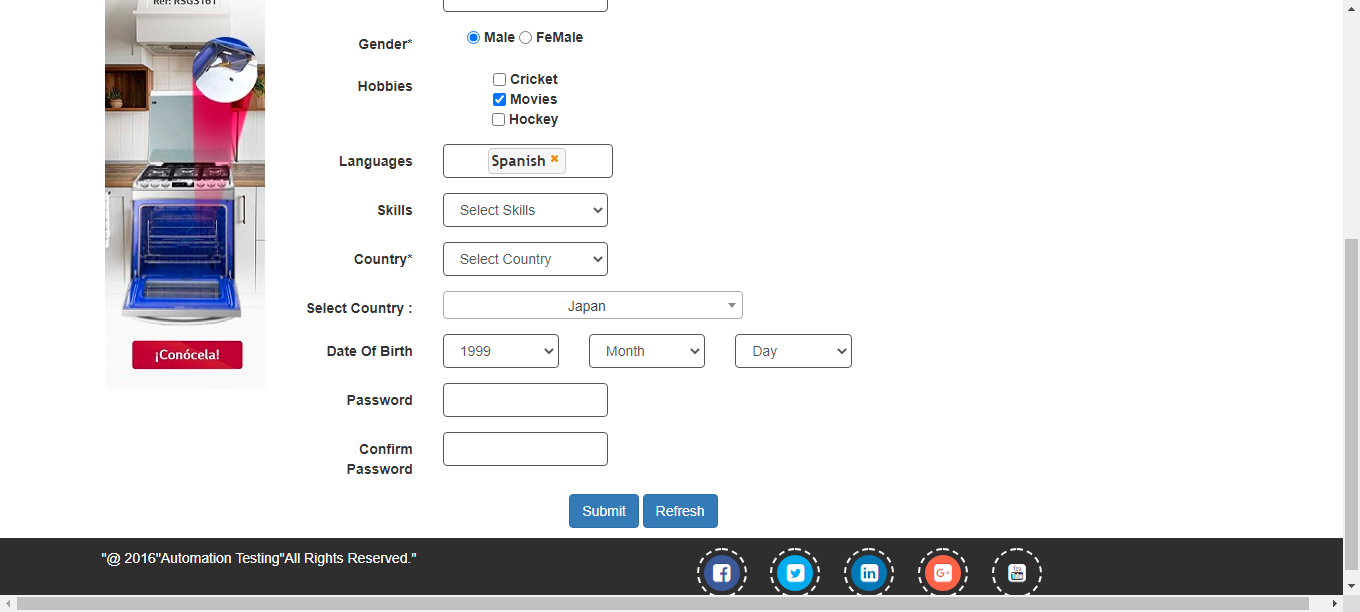 Ref: RSG3161
Gender*
Male FeMale
Hobbies
Cricket
Movies
Hockey
Languages
Spanish ×
Skills
Select Skills
Country*
Select Country
Select Country :
Japan
Date Of Birth
1999 Month Day
¡Conócela!
Password
Confirm
Password
Submit Refresh
"@ 2016"Automation Testing"All Rights Reserved."
f in G+ You Tube